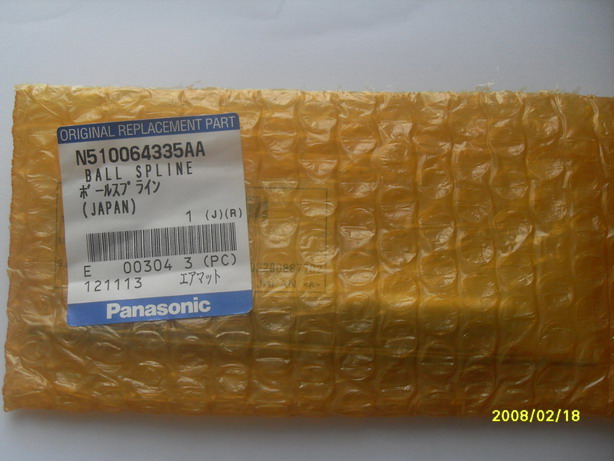 ORIGINAL REPLACEMENT PART
N510064335AA
BALL SPLINE
ボールスプライン
(JAPAN)
1 (J)(R)
E 00304 3 (PC)
121113 エアマット
Panasonic
JAPAN
2008/02/18